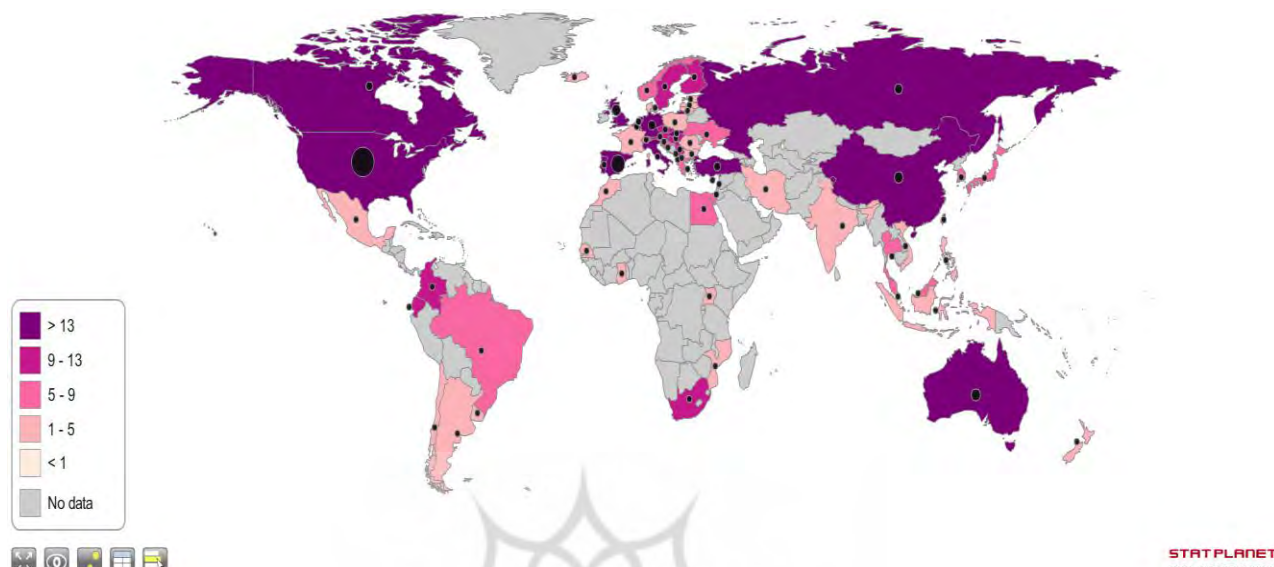 > 13
9 - 13
5 - 9
1 - 5
< 1
No data
STATPLANET